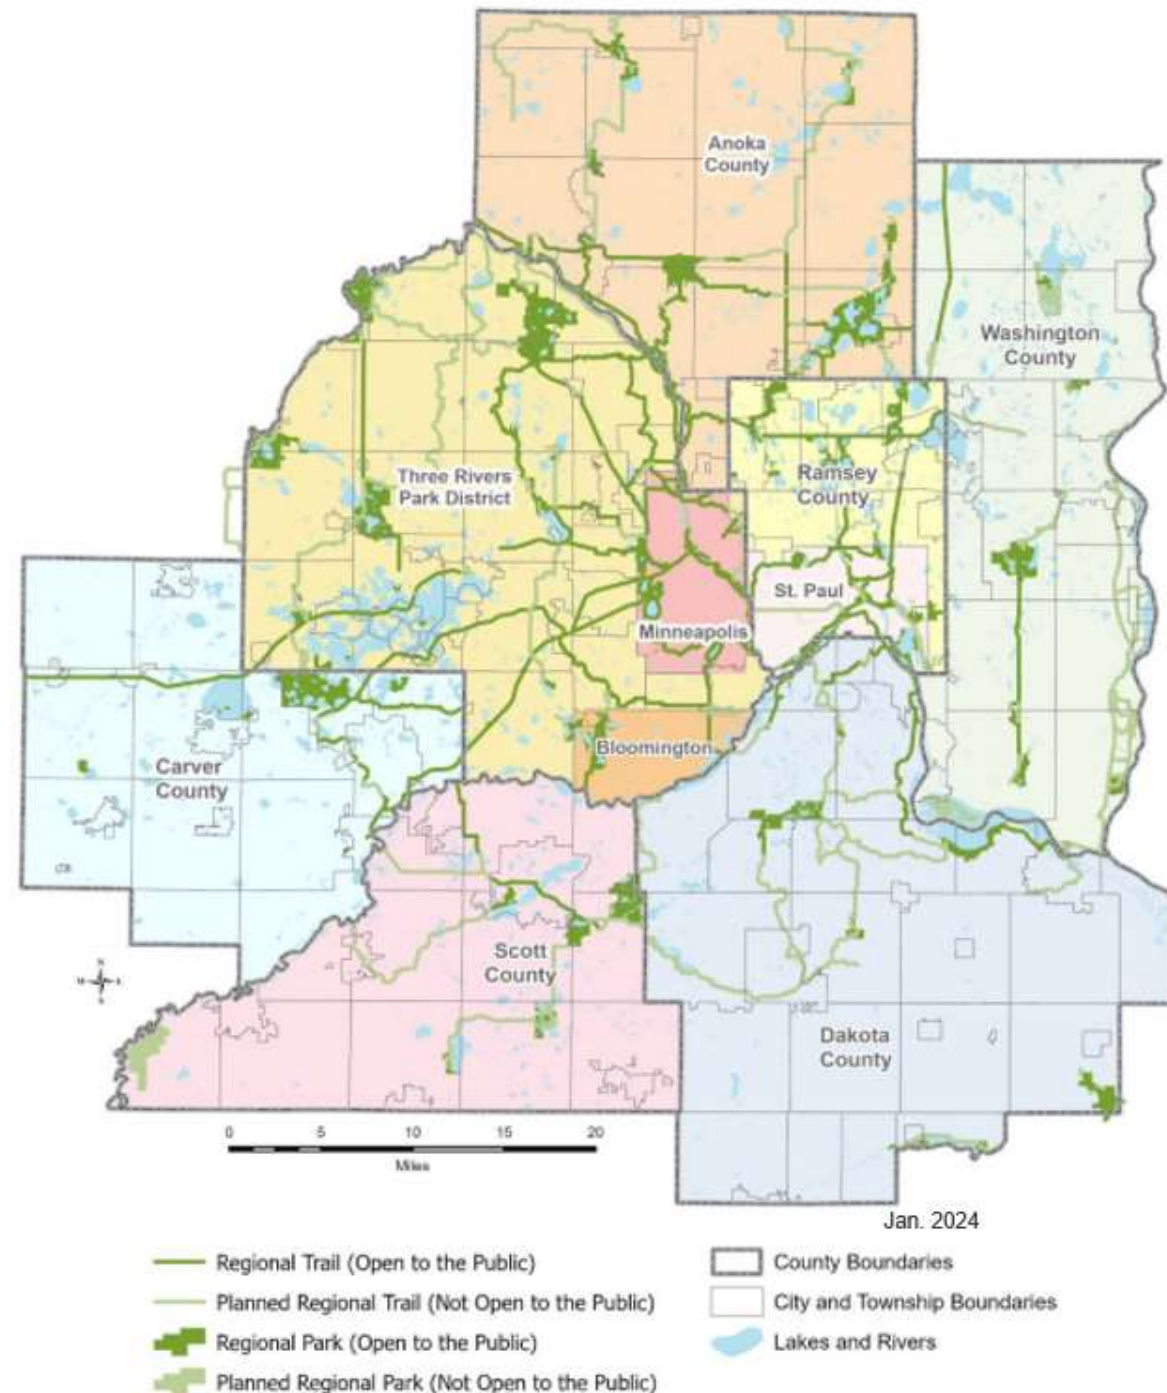 Anoka
County
Washington
County
Three Rivers
Park District
Ramsey
County
St. Paul
Minneapolis
Bloomington
Carver
County
Scott
County
Dakota
County
N
S
0 5 10 15 20
Miles
Jan. 2024
Regional Trail (Open to the Public)
Planned Regional Trail (Not Open to the Public)
Regional Park (Open to the Public)
Planned Regional Park (Not Open to the Public)
County Boundaries
City and Township Boundaries
Lakes and Rivers